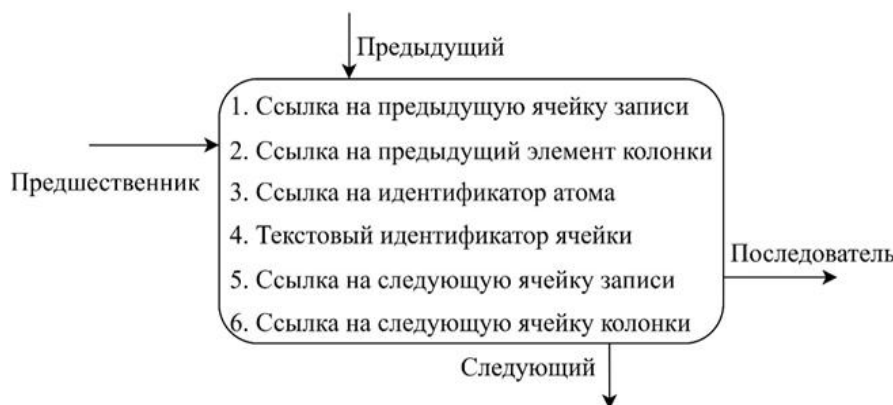 Предыдущий
1. Ссылка на предыдущую ячейку записи
2. Ссылка на предыдущий элемент колонки
Предшественник
3. Ссылка на идентификатор атома
4. Текстовый идентификатор ячейки
Последователь
5. Ссылка на следующую ячейку записи
6. Ссылка на следующую ячейку колонки
Следующий